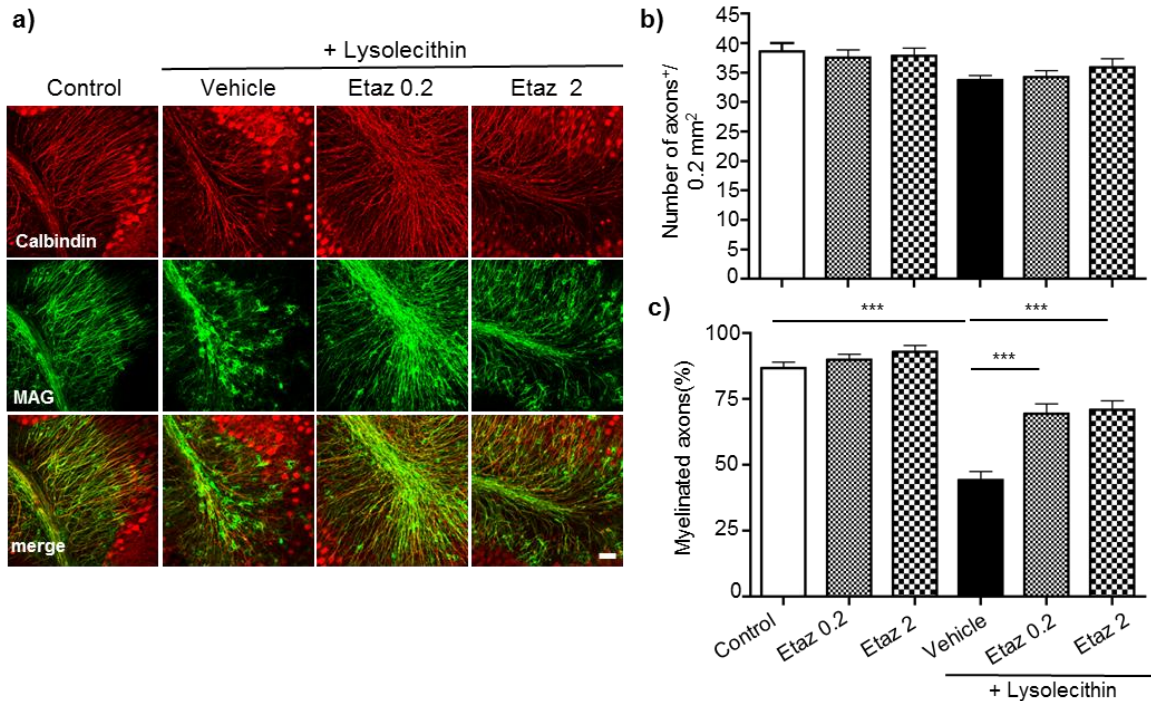 a)
+ Lysolecithin
Control Vehicle Etaz 0.2 Etaz 2
Calbindin
MAG
merge
b)
Number of axons⁺/
0.2 mm²
45
40
35
30
25
20
45
10
5
0
c)
*** ***
***
Myelinated axons(%)
100
75
50
25
0
Control Etaz 0.2 Etaz 2 Vehicle Etaz 0.2 Etaz 2
+ Lysolecithin